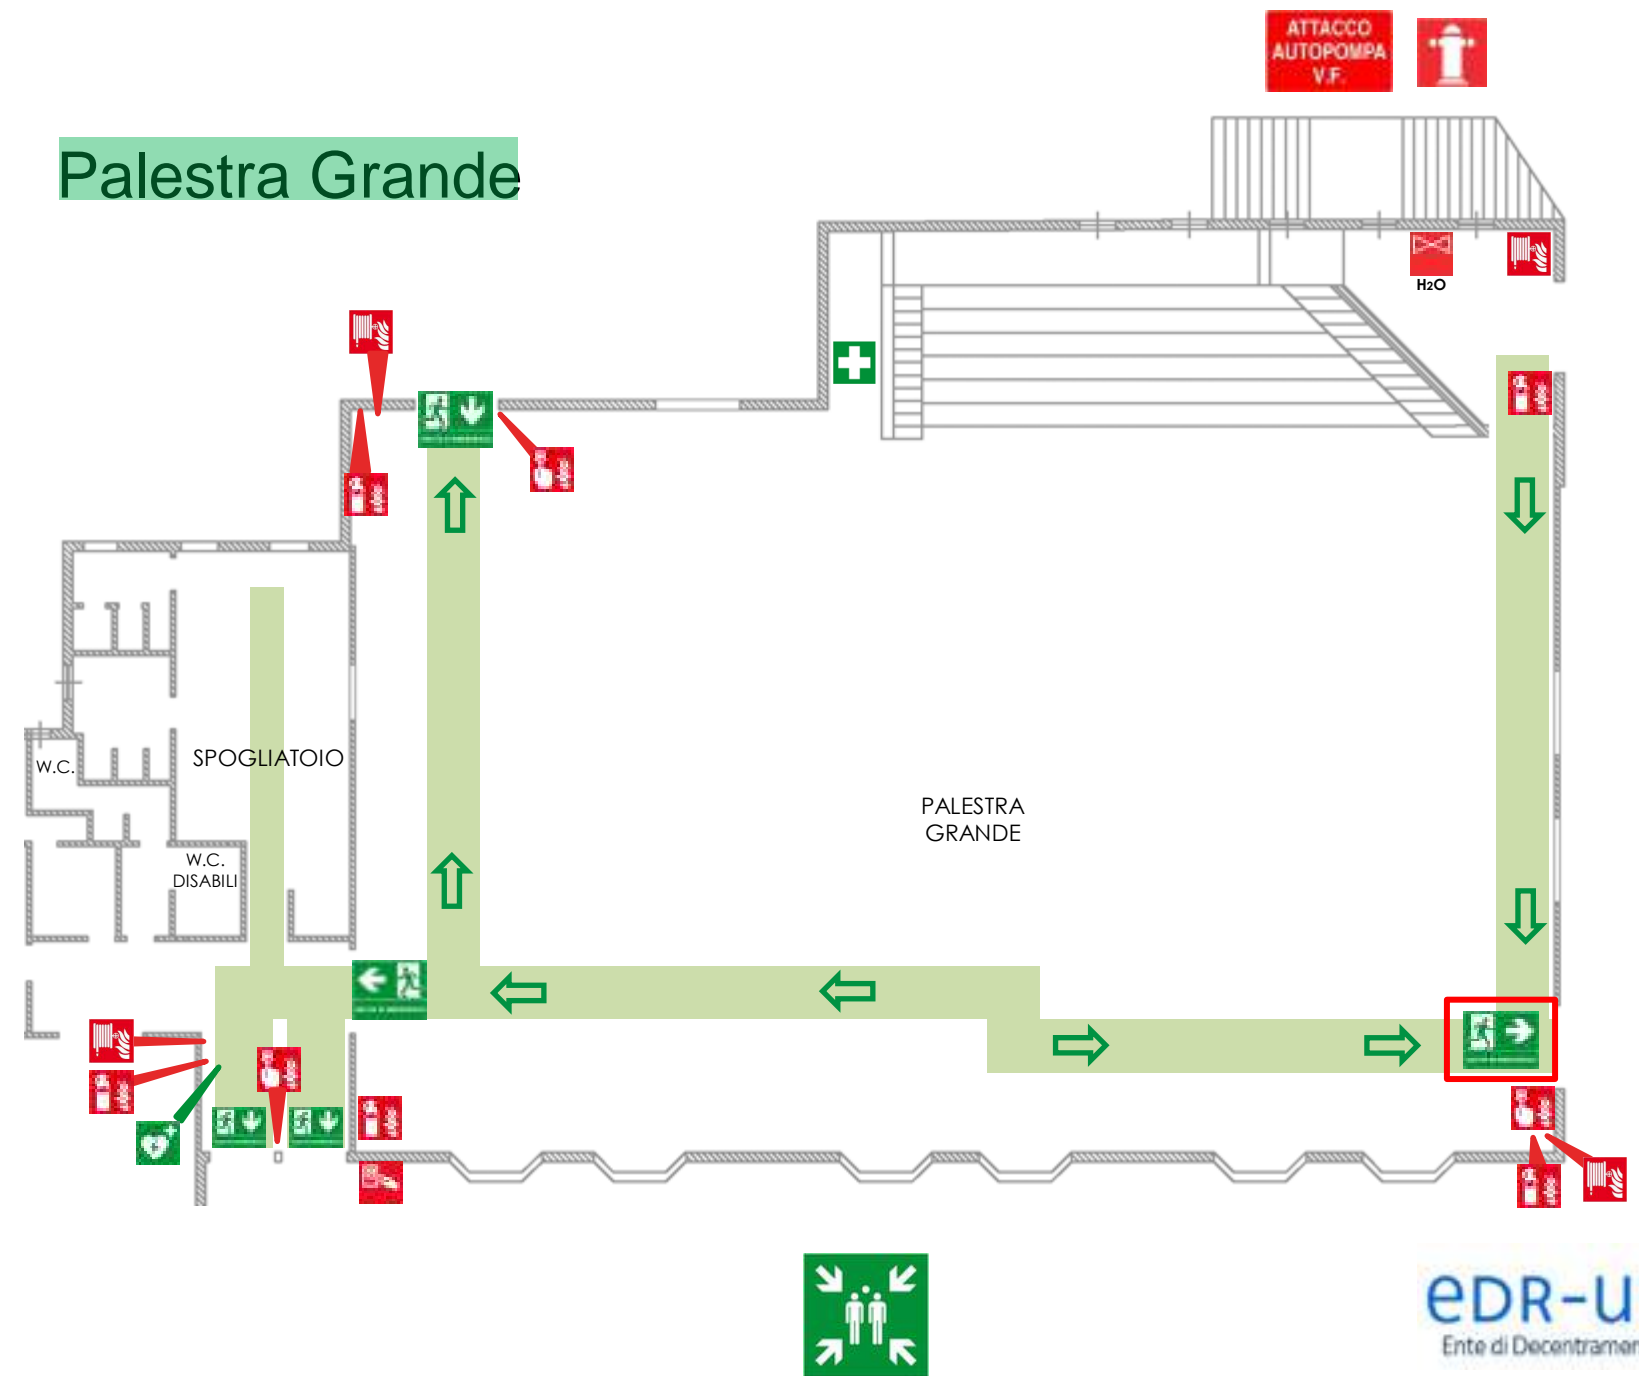 ATTACCO
AUTOPOMPA
V.F.
Palestra Grande
H2O
SPOGLIATOIO
W.C.
PALESTRA
GRANDE
W.C.
DISABILI
eDR-U
Ente di Decentramen